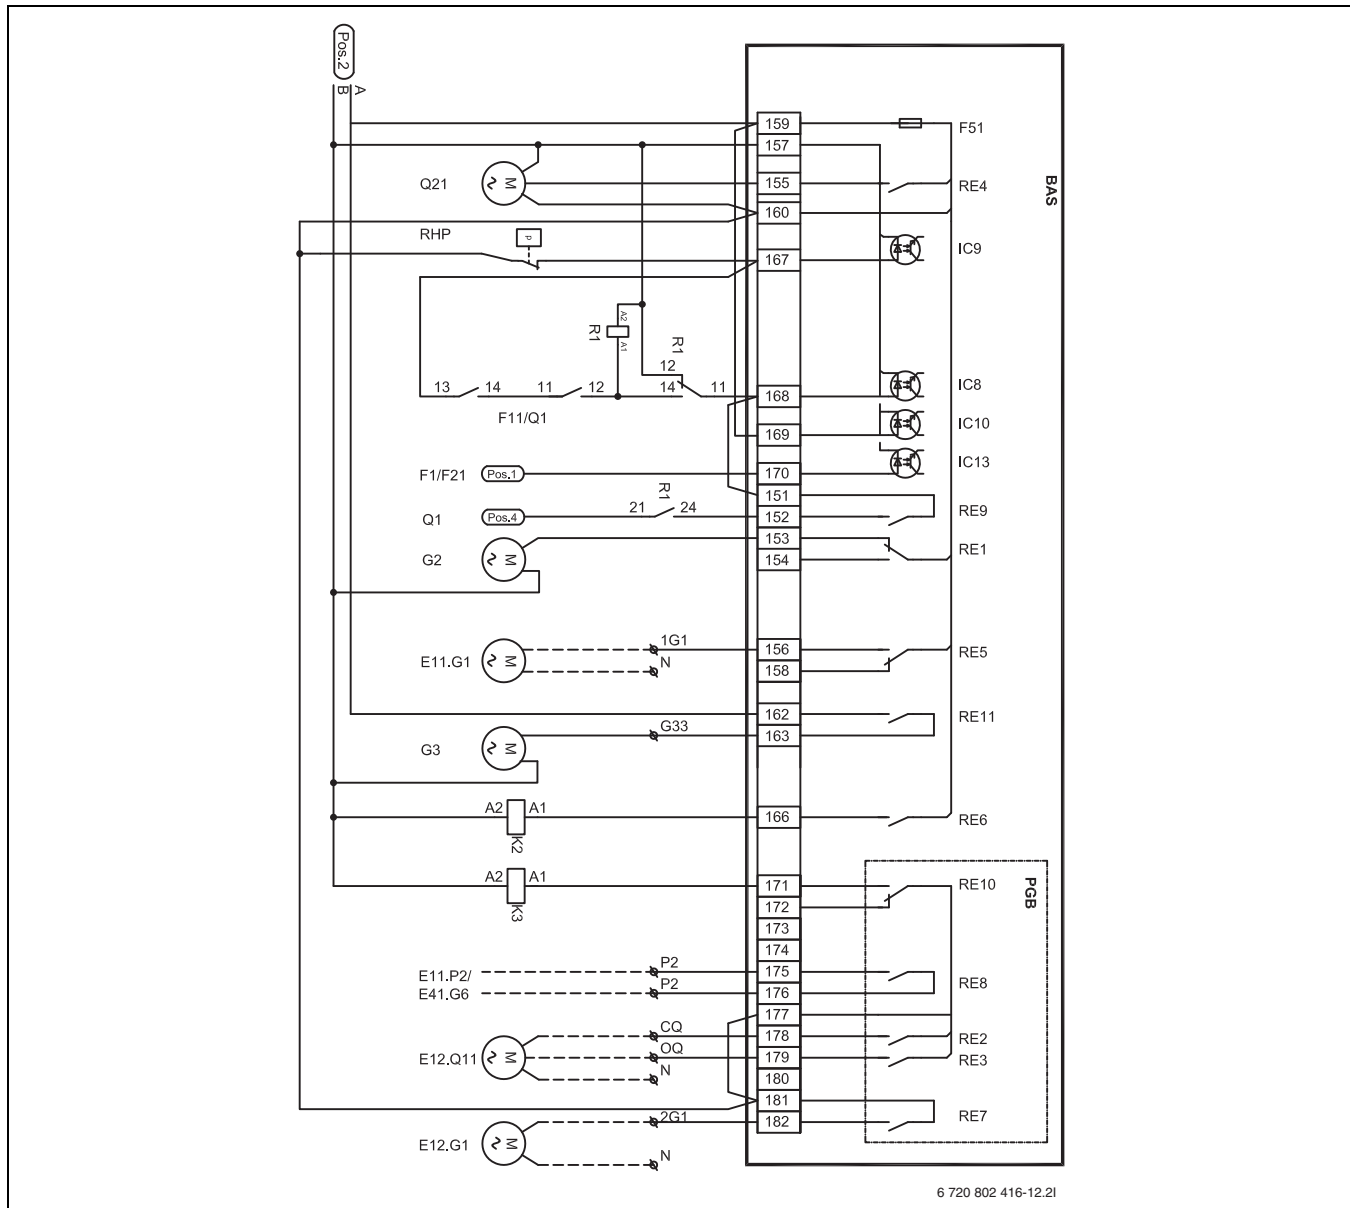 Pos.2
B A
159 F51
157
BAS
Q21 M 155 RE4
160
RHP P IC9
167
A2
R1 A1 R1
12
13 14 11 12 14 11 168 IC8
F11/Q1 169 IC10
F1/F21 Pos.1 170 IC13
151
R1
Q1 Pos.4 21 24 152 RE9
153
G2 M 154 RE1
1G1 156
E11.G1 M N 158 RE5
162 RE11
G33 163
G3 M
A2 A1 166 RE6
K2
A2 A1 171 RE10
K3 172 PGB
173
174
E11.P2/ P2 175
E41.G6 P2 176 RE8
177
CQ 178 RE2
E12.Q11 M OQ 179 RE3
N 180
181
2G1 182 RE7
E12.G1 M
N
6 720 802 416-12.2I